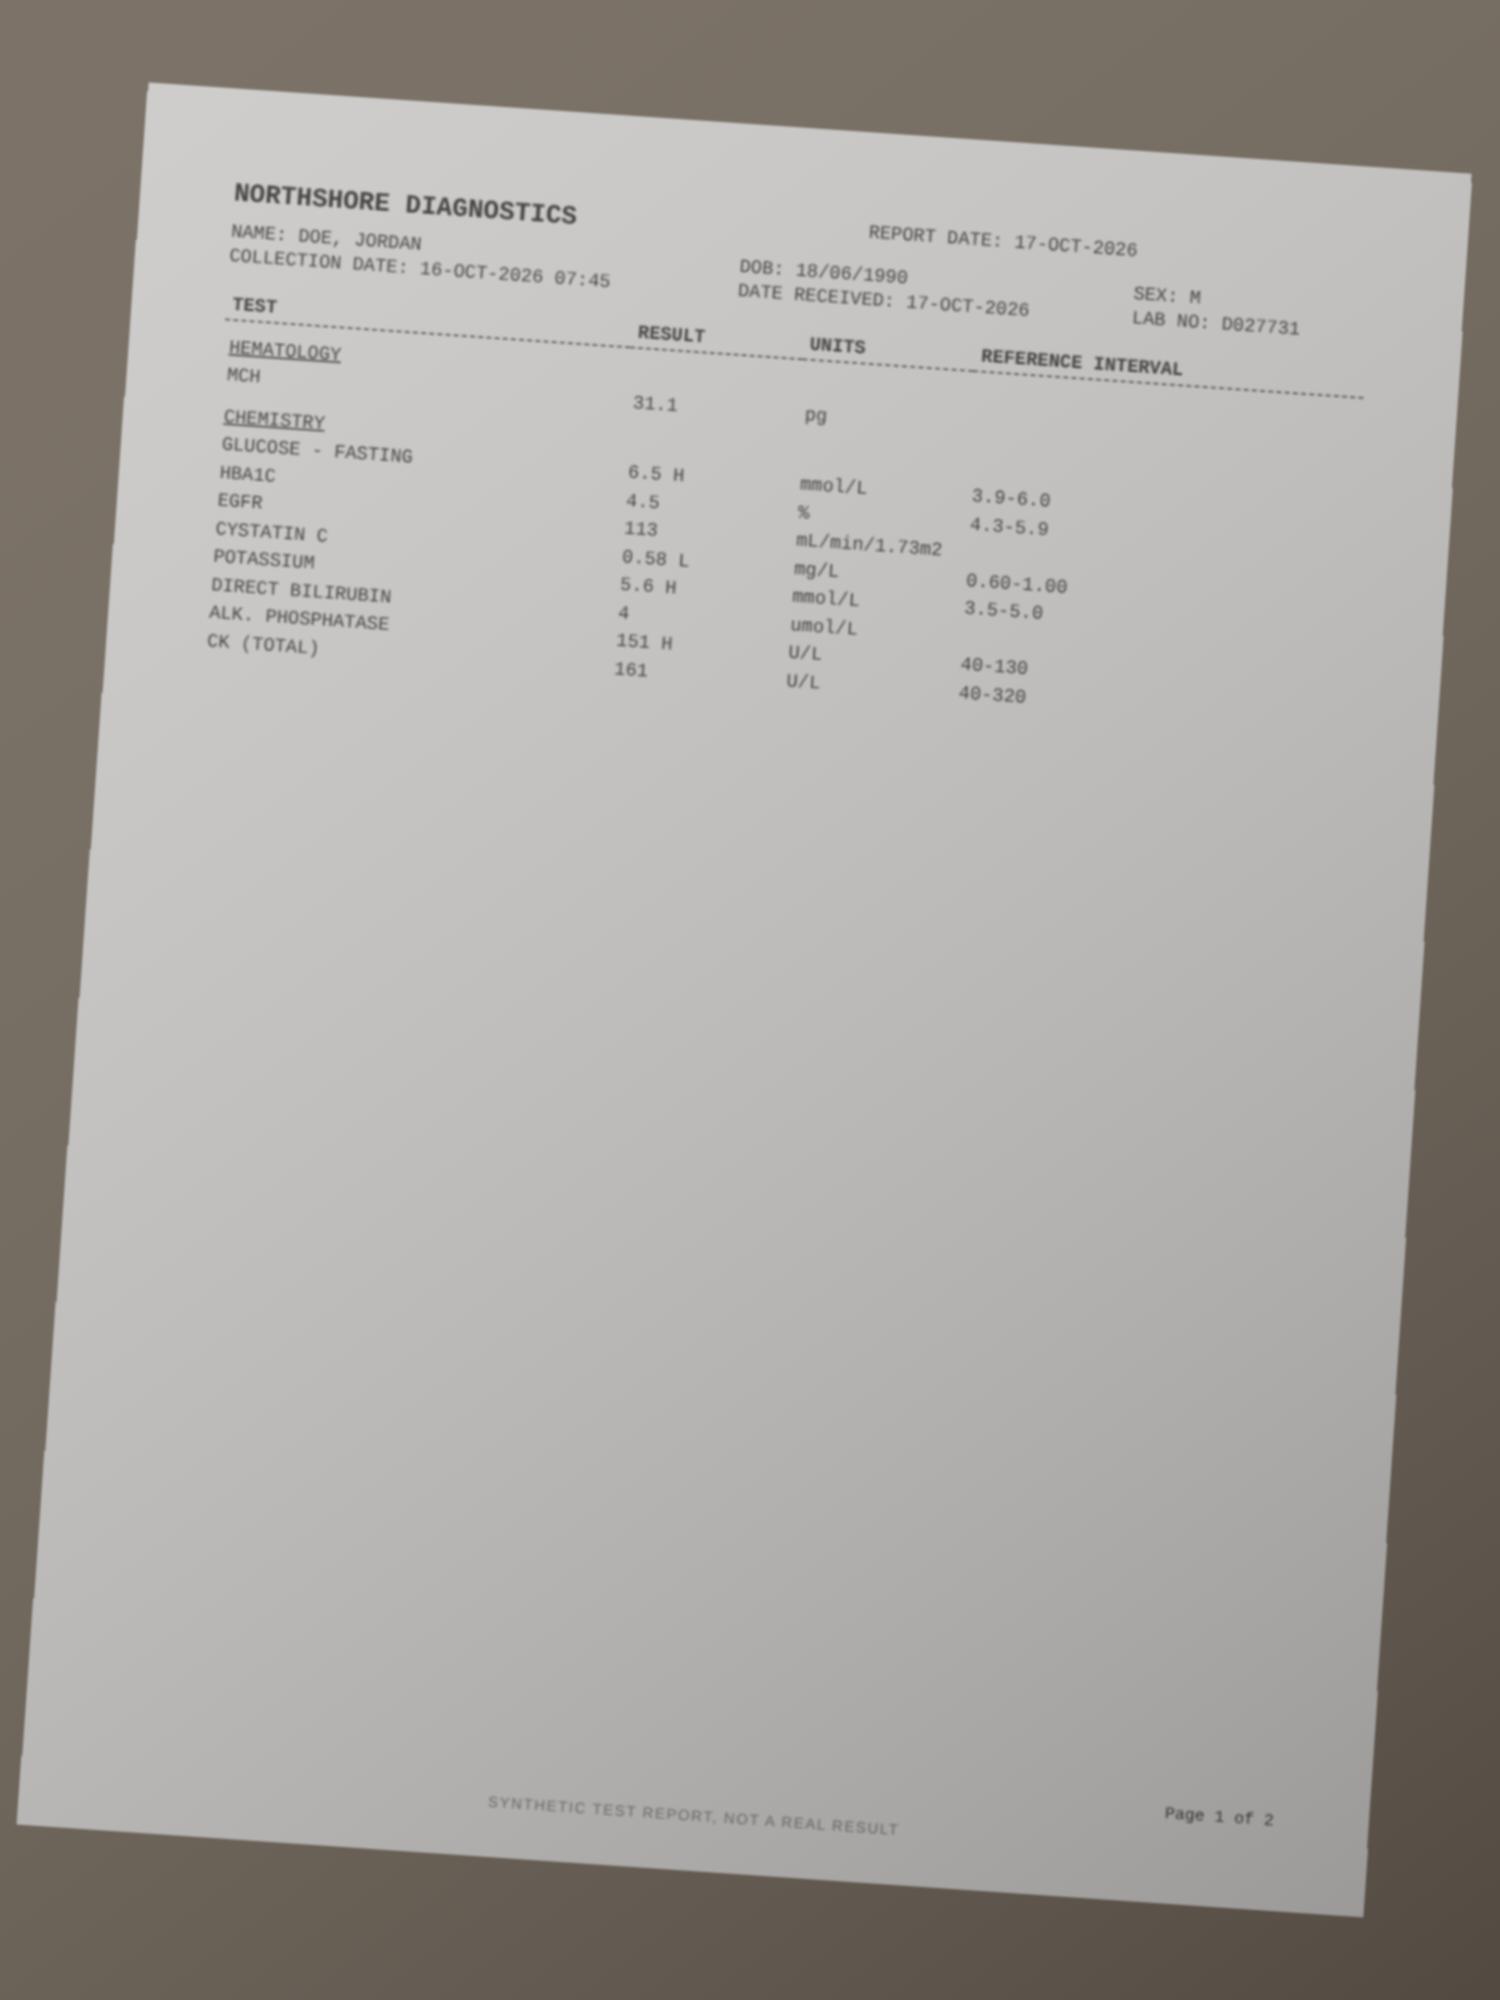 NORTHSHORE DIAGNOSTICS
REPORT DATE: 17-OCT-2026
NAME: DOE, JORDAN DOB: 18/06/1990 SEX: M
COLLECTION DATE: 16-OCT-2026 07:45 DATE RECEIVED: 17-OCT-2026 LAB NO: D027731
TEST RESULT UNITS REFERENCE INTERVAL
HEMATOLOGY
MCH 31.1 pg
CHEMISTRY
GLUCOSE - FASTING 6.5 H mmol/L 3.9-6.0
HBA1C 4.5 % 4.3-5.9
EGFR 113 mL/min/1.73m2
CYSTATIN C 0.58 L mg/L 0.60-1.00
POTASSIUM 5.6 H mmol/L 3.5-5.0
DIRECT BILIRUBIN 4 umol/L
ALK. PHOSPHATASE 151 H U/L 40-130
CK (TOTAL) 161 U/L 40-320
SYNTHETIC TEST REPORT, NOT A REAL RESULT
Page 1 of 2